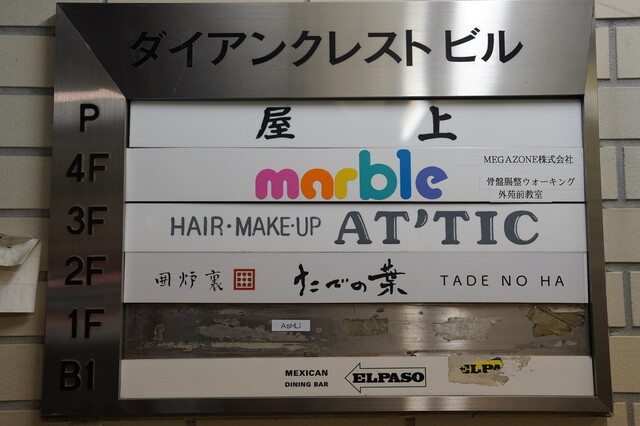 ダイアンクレストビル
P 屋上
4F marble MEGAZONE株式会社
骨盤腸整ウオーキング
外苑前教室
3F HAIR・MAKE-UP AT'TIC
2F 囲炉裏 たでの葉 TADE NO HA
1F AsHLi
B1 MEXICAN
DINING BAR ELPASO ELPA